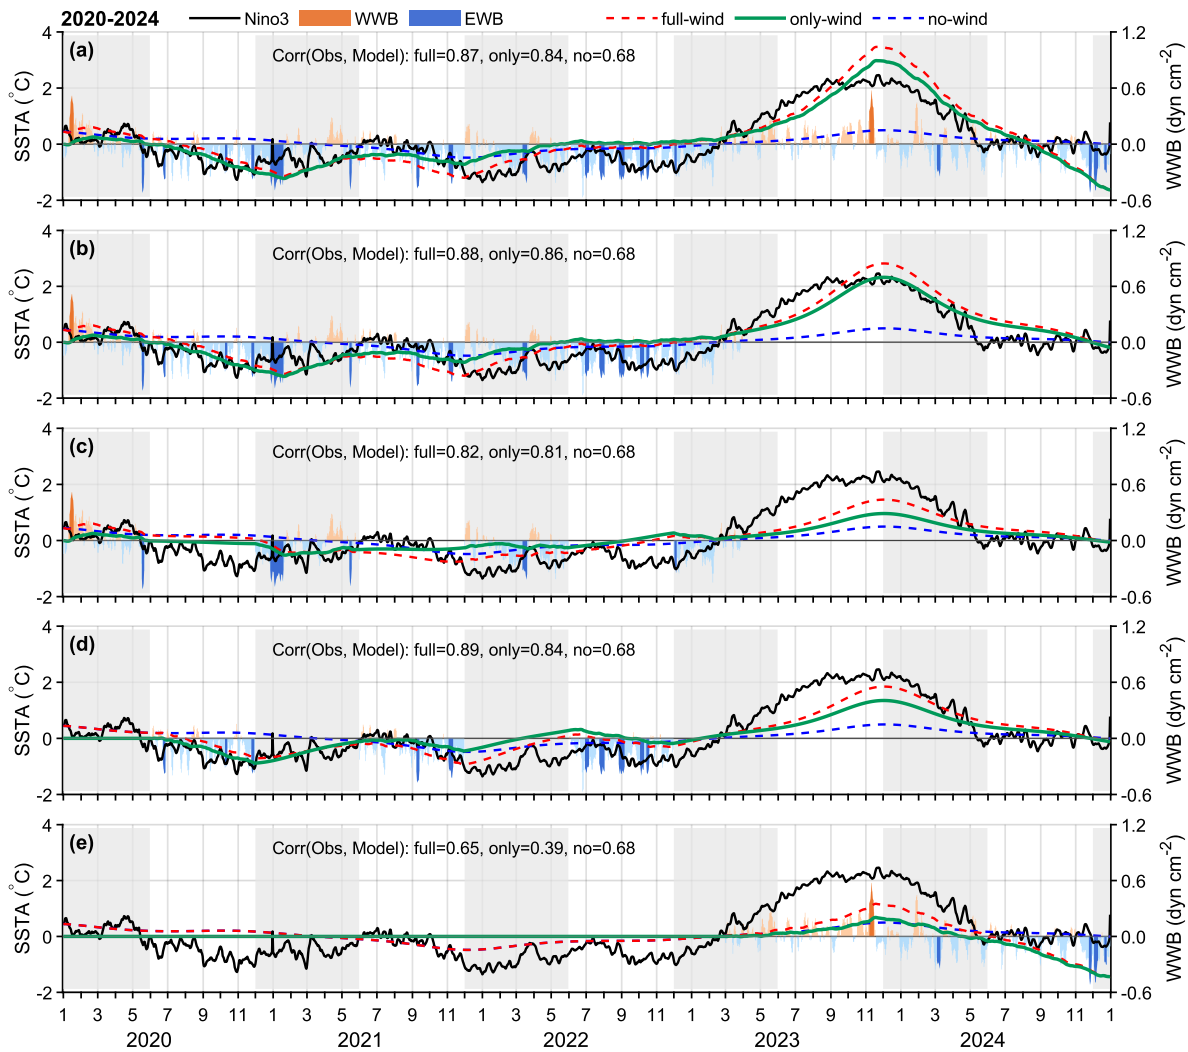 2020-2024 Nino3 WWB EWB full-wind only-wind no-wind
(a) Corr(Obs, Model): full=0.87, only=0.84, no=0.68
4 2 0 -2
SSTA (°C)
1.2 0.6 0.0 -0.6
WWB (dyn cm-2)
(b) Corr(Obs, Model): full=0.88, only=0.86, no=0.68
4 2 0 -2
SSTA (°C)
1.2 0.6 0.0 -0.6
WWB (dyn cm-2)
(c) Corr(Obs, Model): full=0.82, only=0.81, no=0.68
4 2 0 -2
SSTA (°C)
1.2 0.6 0.0 -0.6
WWB (dyn cm-2)
(d) Corr(Obs, Model): full=0.89, only=0.84, no=0.68
4 2 0 -2
SSTA (°C)
1.2 0.6 0.0 -0.6
WWB (dyn cm-2)
(e) Corr(Obs, Model): full=0.65, only=0.39, no=0.68
4 2 0 -2
SSTA (°C)
1.2 0.6 0.0 -0.6
WWB (dyn cm-2)
1 3 5 7 9 11 1 3 5 7 9 11 1 3 5 7 9 11 1 3 5 7 9 11 1 3 5 7 9 11 1
2020 2021 2022 2023 2024